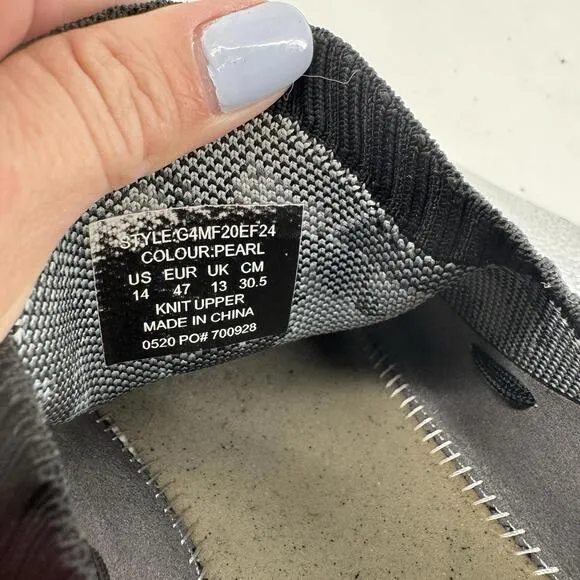 STYLE:G4MF20EF24
COLOUR:PEARL
US EUR UK CM
14 47 13 30.5
KNIT UPPER
MADE IN CHINA
0520 PO# 700928